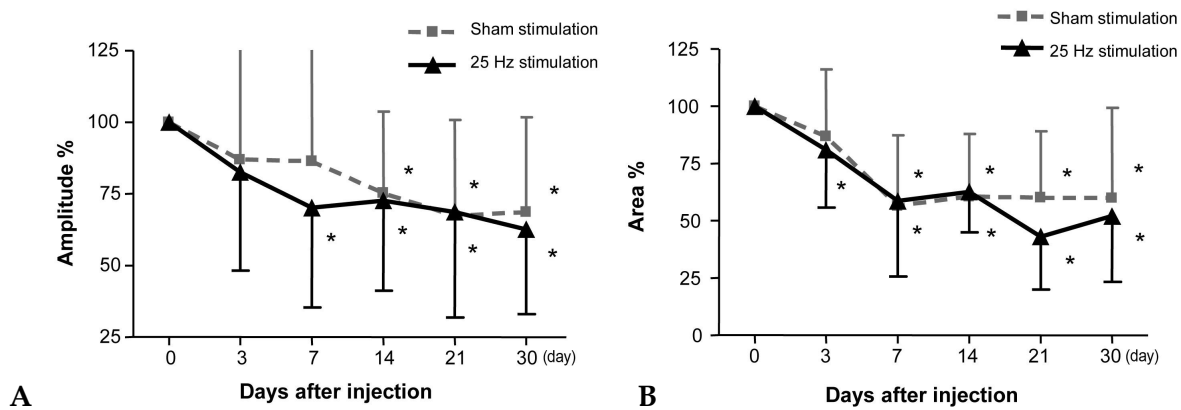 Sham stimulation
25 Hz stimulation
125
100
75
50
25
Amplitude %
* * *
* * * *
0 3 7 14 21 30 (day)
Days after injection
A
Sham stimulation
25 Hz stimulation
125
100
75
50
25
0
Area %
* * * *
* * * * *
0 3 7 14 21 30 (day)
Days after injection
B